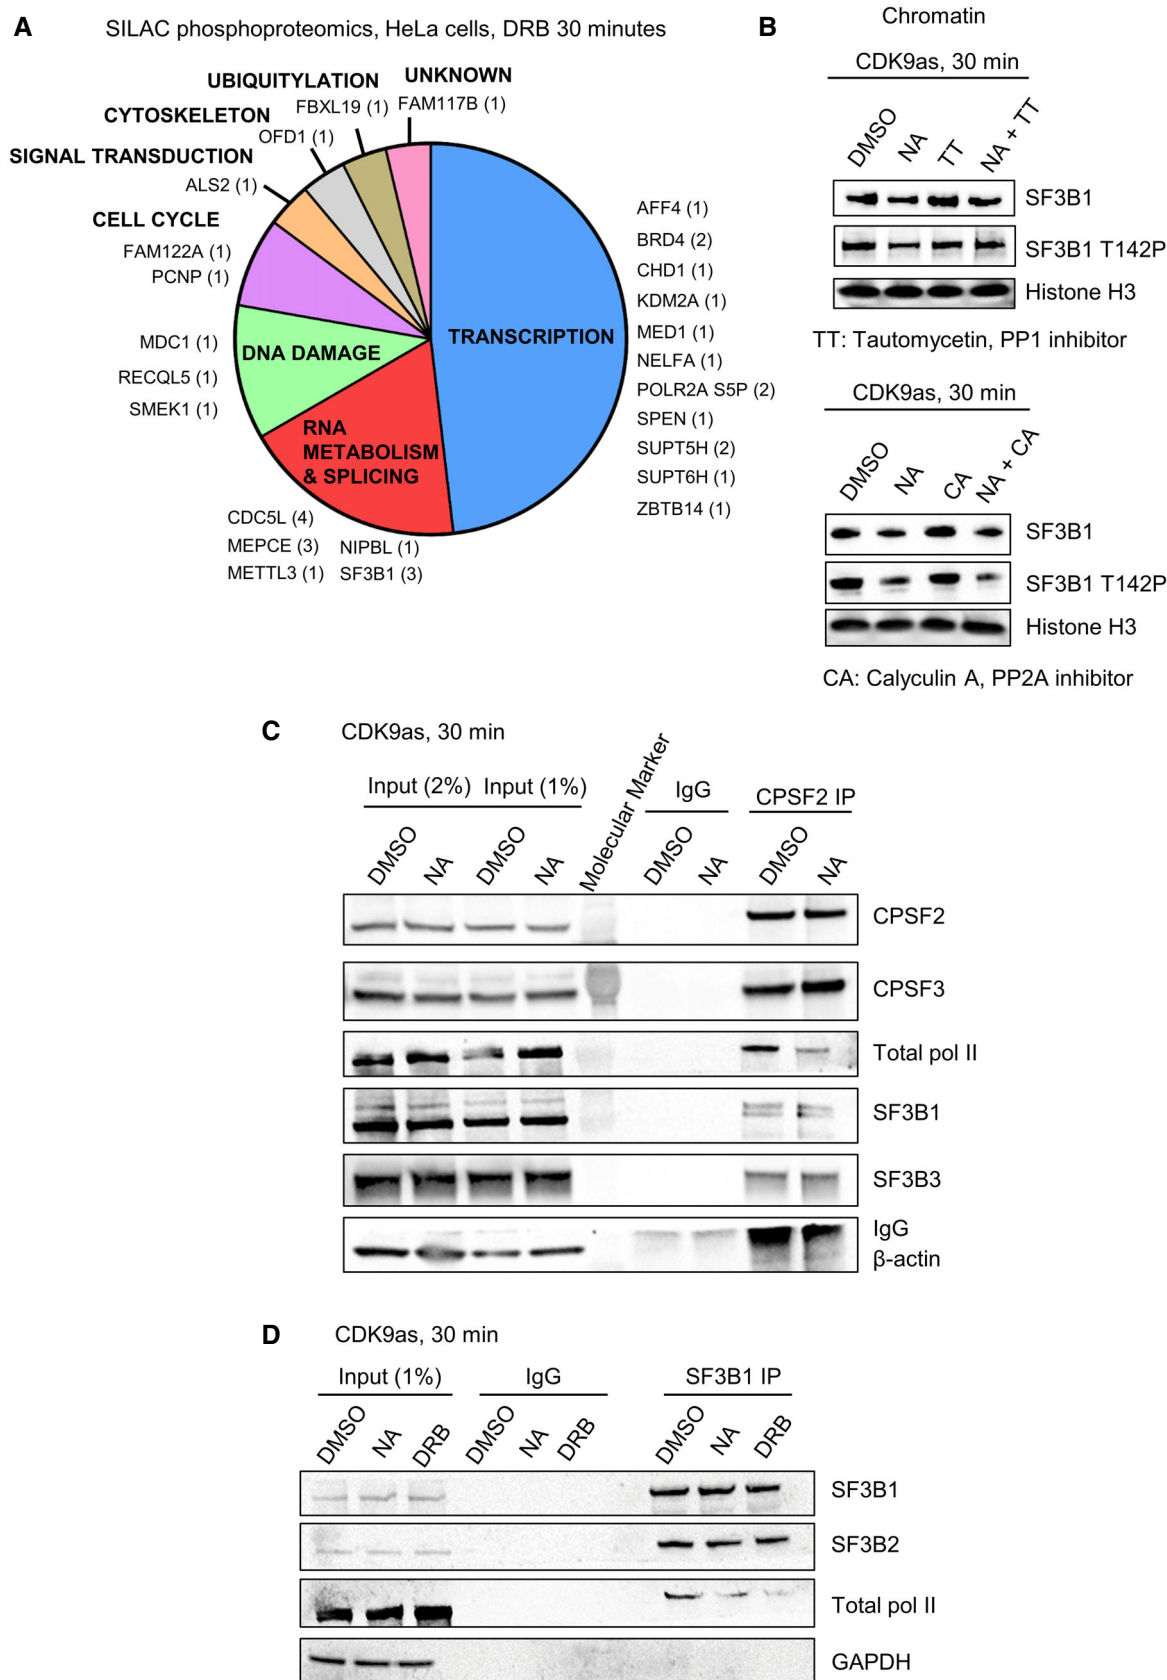 A
SILAC phosphoproteomics, HeLa cells, DRB 30 minutes
UBIQUITYLATION
UNKNOWN
FBXL19 (1)
FAM117B (1)
CYTOSKELETON
OFD1 (1)
SIGNAL TRANSDUCTION
ALS2 (1)
CELL CYCLE
FAM122A (1)
PCNP (1)
MDC1 (1)
RECQL5 (1)
SMEK1 (1)
DNA DAMAGE
TRANSCRIPTION
RNA
METABOLISM
& SPLICING
AFF4 (1)
BRD4 (2)
CHD1 (1)
KDM2A (1)
MED1 (1)
NELFA (1)
POLR2A S5P (2)
SPEN (1)
SUPT5H (2)
SUPT6H (1)
ZBTB14 (1)
CDC5L (4)
MEPCE (3) NIPBL (1)
METTL3 (1) SF3B1 (3)
B
Chromatin
CDK9as, 30 min
DMSO NA TT NA + TT
SF3B1
SF3B1 T142P
Histone H3
TT: Tautomycetin, PP1 inhibitor
CDK9as, 30 min
DMSO NA CA NA + CA
SF3B1
SF3B1 T142P
Histone H3
CA: Calyculin A, PP2A inhibitor
C
CDK9as, 30 min
Input (2%) Input (1%) Molecular Marker IgG CPSF2 IP
DMSO NA DMSO NA DMSO NA DMSO NA
CPSF2
CPSF3
Total pol II
SF3B1
SF3B3
IgG
β-actin
D
CDK9as, 30 min
Input (1%) IgG SF3B1 IP
DMSO NA DRB DMSO NA DRB DMSO NA DRB
SF3B1
SF3B2
Total pol II
GAPDH